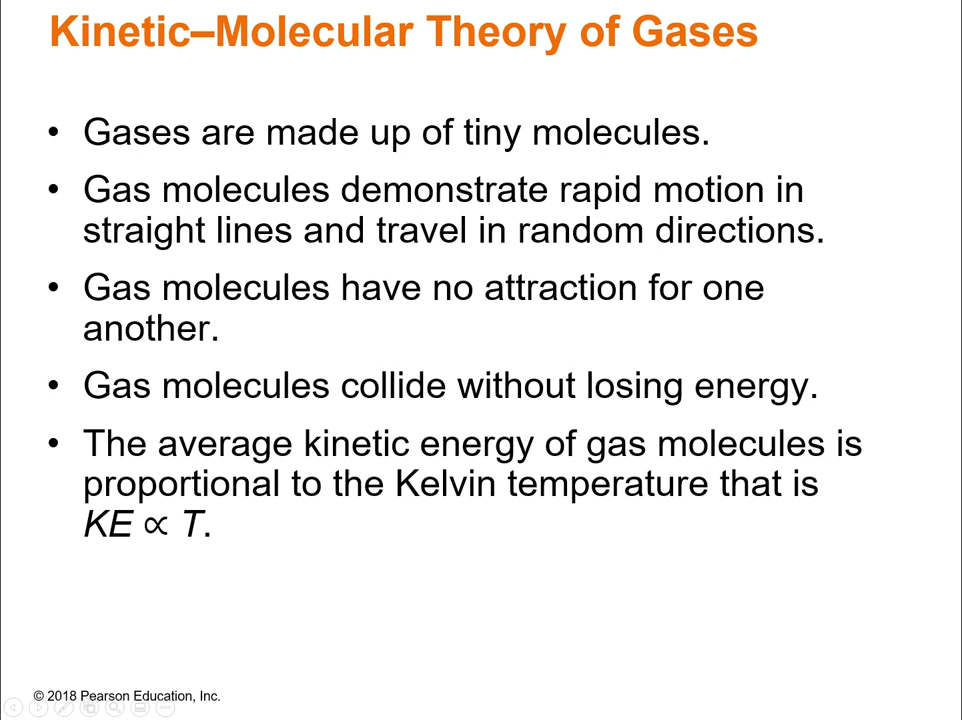 Kinetic–Molecular Theory of Gases
• Gases are made up of tiny molecules.
• Gas molecules demonstrate rapid motion in
straight lines and travel in random directions.
• Gas molecules have no attraction for one
another.
• Gas molecules collide without losing energy.
• The average kinetic energy of gas molecules is
proportional to the Kelvin temperature that is
KE ∝ T.
© 2018 Pearson Education, Inc.